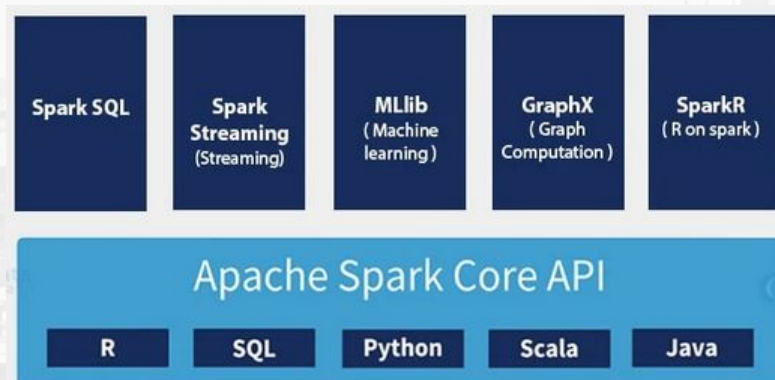 Spark SQL
Spark
Streaming
(Streaming)
MLlib
( Machine
learning )
GraphX
( Graph
Computation )
SparkR
( R on spark )
Apache Spark Core API
R
SQL
Python
Scala
Java